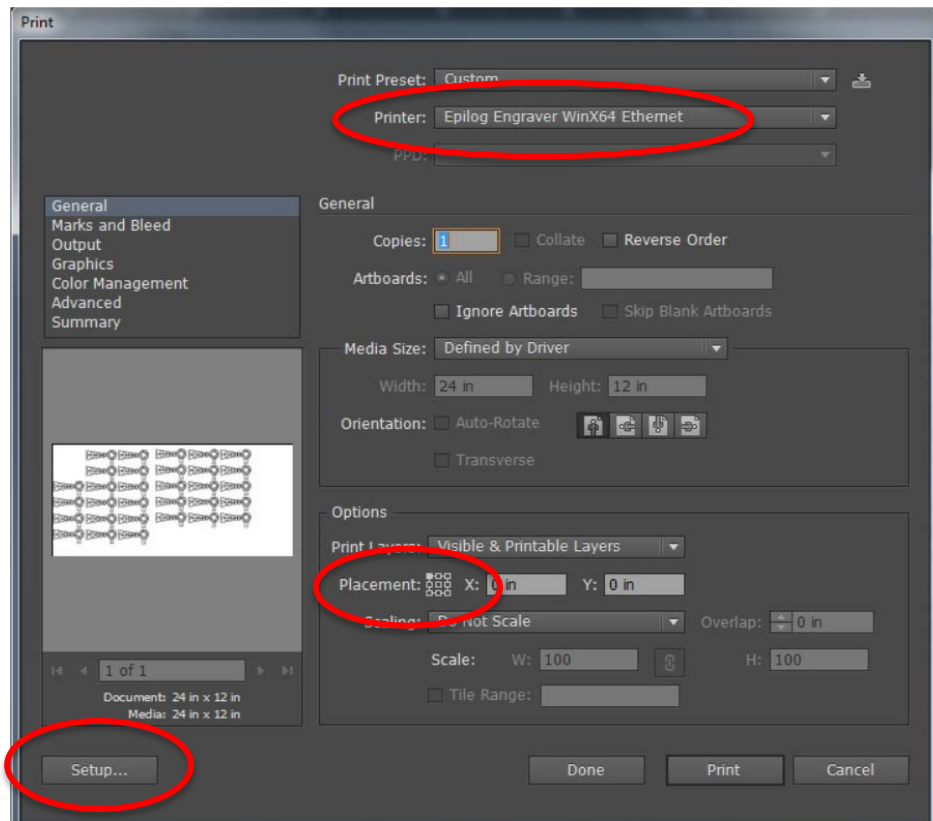 Print
Print Preset: Custom
Printer: Epilog Engraver WinX64 Ethernet
PPD:
General
Marks and Bleed
Output
Graphics
Color Management
Advanced
Summary
General
Copies: 1 Collate Reverse Order
Artboards: All Range:
Ignore Artboards Skip Blank Artboards
Media Size: Defined by Driver
Width: 24 in Height: 12 in
Orientation: Auto-Rotate
Transverse
Options
Print Layers: Visible & Printable Layers
Placement: X: 0 in Y: 0 in
Scaling: Do Not Scale Overlap: 0 in
Scale: W: 100 H: 100
Tile Range:
1 of 1
Document: 24 in x 12 in
Media: 24 in x 12 in
Setup... Done Print Cancel